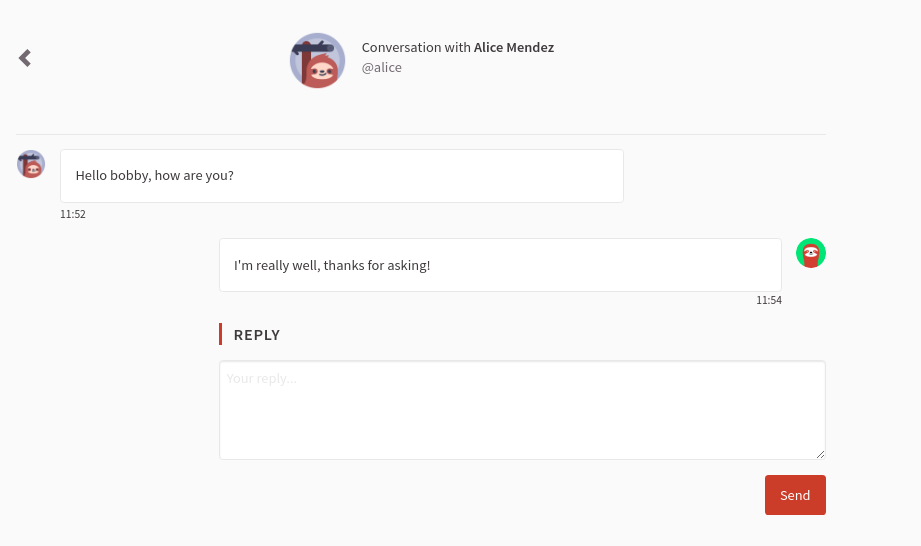 Conversation with Alice Mendez
@alice
Hello bobby, how are you?
11:52
I'm really well, thanks for asking!
11:54
REPLY
Your reply...
Send